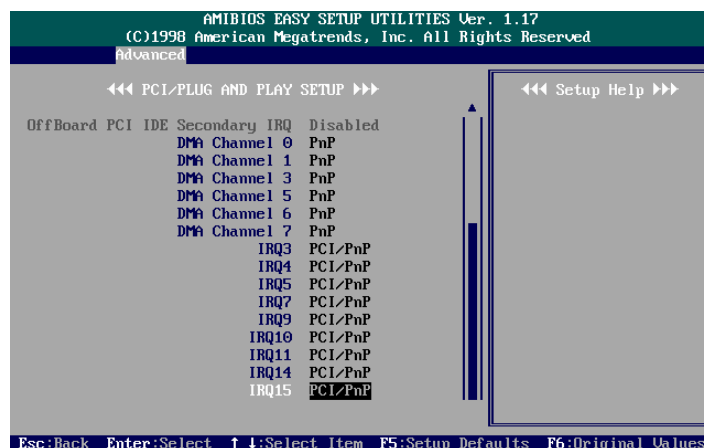 AMIBIOS EASY SETUP UTILITIES Ver. 1.17
(C)1998 American Megatrends, Inc. All Rights Reserved
Advanced
PCI/PLUG AND PLAY SETUP
Setup Help
OffBoard PCI IDE Secondary IRQ Disabled
DMA Channel 0 PnP
DMA Channel 1 PnP
DMA Channel 3 PnP
DMA Channel 5 PnP
DMA Channel 6 PnP
DMA Channel 7 PnP
IRQ3 PCI/PnP
IRQ4 PCI/PnP
IRQ5 PCI/PnP
IRQ7 PCI/PnP
IRQ9 PCI/PnP
IRQ10 PCI/PnP
IRQ11 PCI/PnP
IRQ14 PCI/PnP
IRQ15 PCI/PnP
Esc:Back Enter:Select ↑ ↓:Select Item F5:Setup Defaults F6:Original Values